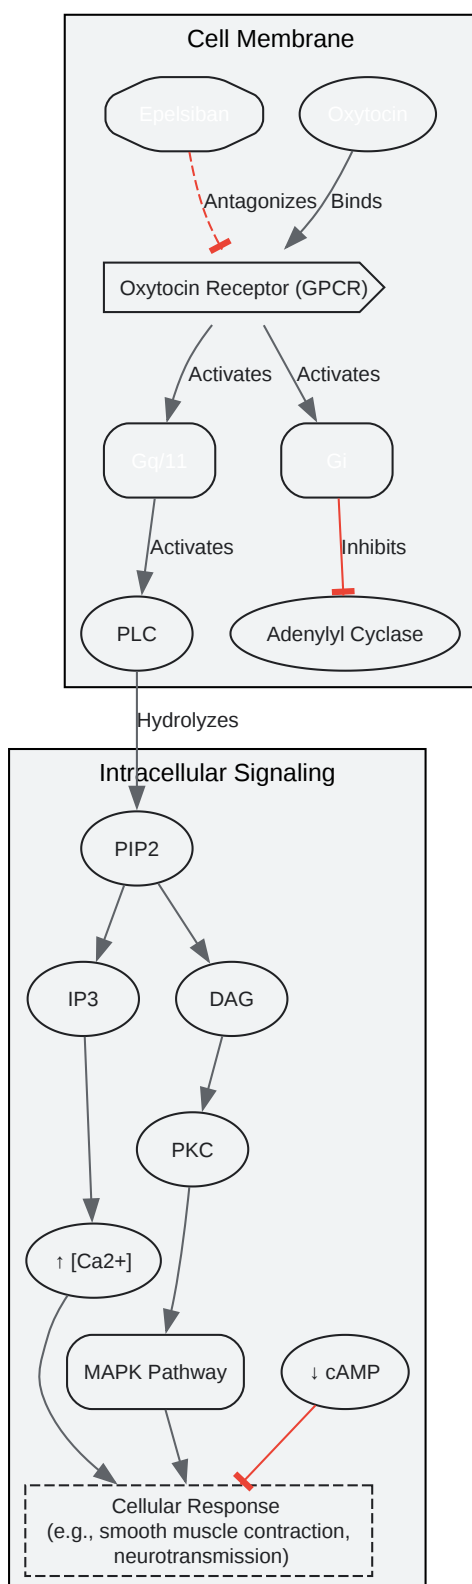 Cell Membrane
Epelsiban
Oxytocin
Antagonizes
Binds
Oxytocin Receptor (GPCR)
Activates
Activates
Gq/11
Gi
Activates
Inhibits
PLC
Adenylyl Cyclase
Hydrolyzes
Intracellular Signaling
PIP2
IP3
DAG
PKC
↑ [Ca2+]
MAPK Pathway
↓ cAMP
Cellular Response
(e.g., smooth muscle contraction,
neurotransmission)